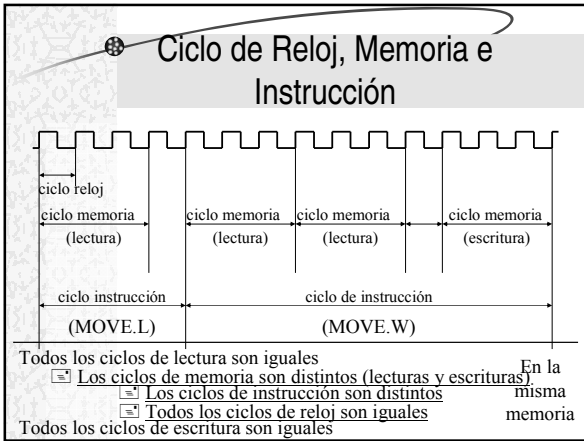 Ciclo de Reloj, Memoria e
Instrucción
ciclo reloj
ciclo memoria ciclo memoria ciclo memoria ciclo memoria
(lectura) (lectura) (lectura) (escritura)
ciclo instrucción ciclo de instrucción
(MOVE.L) (MOVE.W)
Todos los ciclos de lectura son iguales
Los ciclos de memoria son distintos (lecturas y escrituras)
Los ciclos de instrucción son distintos
Todos los ciclos de reloj son iguales
Todos los ciclos de escritura son iguales
En la
misma
memoria